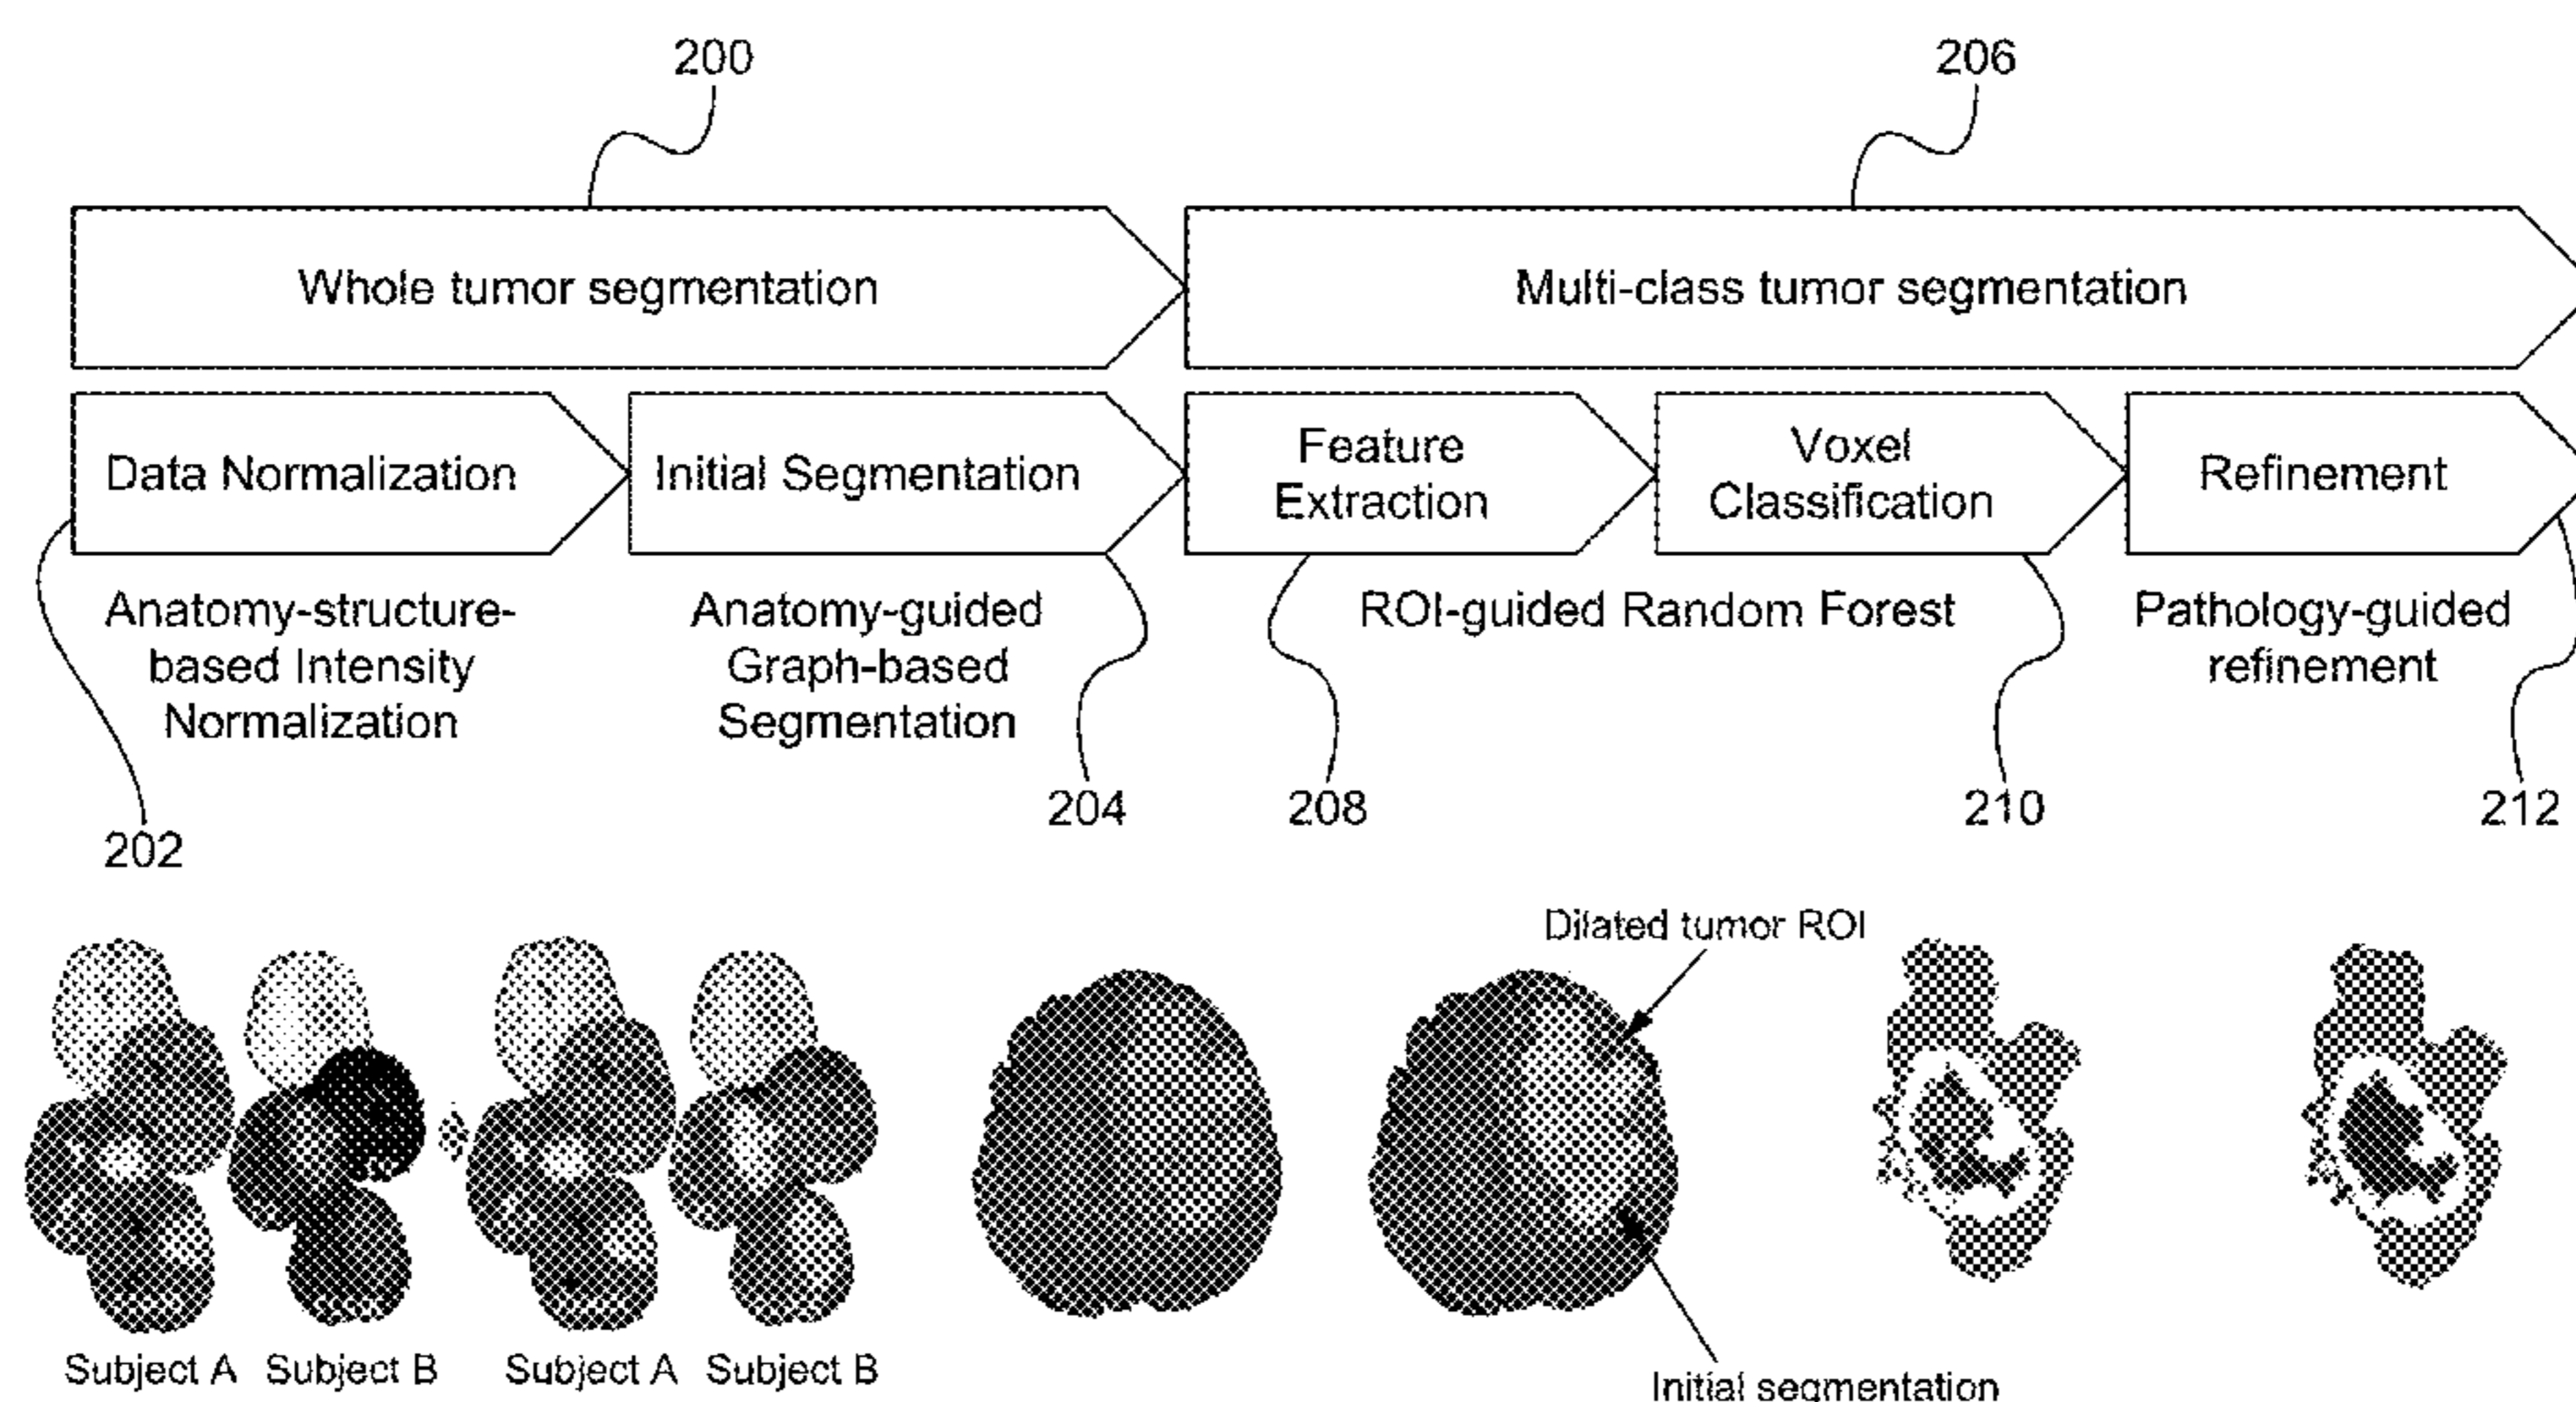 200
206
Whole tumor segmentation
Multi-class tumor segmentation
Data Normalization
Initial Segmentation
Feature
Extraction
Voxel
Classification
Refinement
Anatomy-structure-
based Intensity
Normalization
Anatomy-guided
Graph-based
Segmentation
ROI-guided Random Forest
Pathology-guided
refinement
202
204
208
210
212
Dilated tumor ROI
Subject A
Subject B
Subject A
Subject B
Initial segmentation